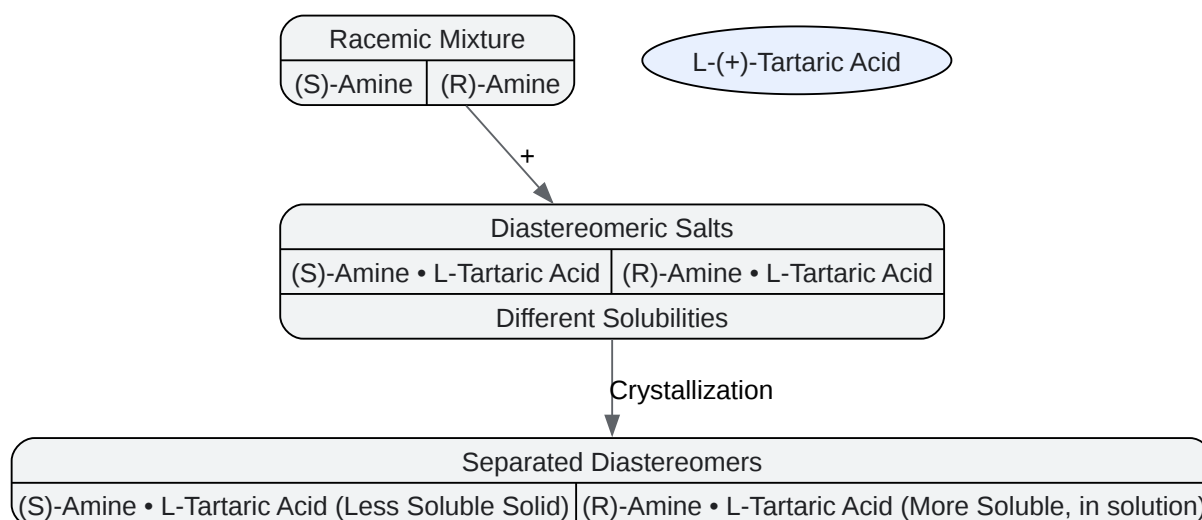 Racemic Mixture
(S)-Amine (R)-Amine
L-(+)-Tartaric Acid
+
Diastereomeric Salts
(S)-Amine • L-Tartaric Acid (R)-Amine • L-Tartaric Acid
Different Solubilities
Crystallization
Separated Diastereomers
(S)-Amine • L-Tartaric Acid (Less Soluble Solid) (R)-Amine • L-Tartaric Acid (More Soluble, in solution)